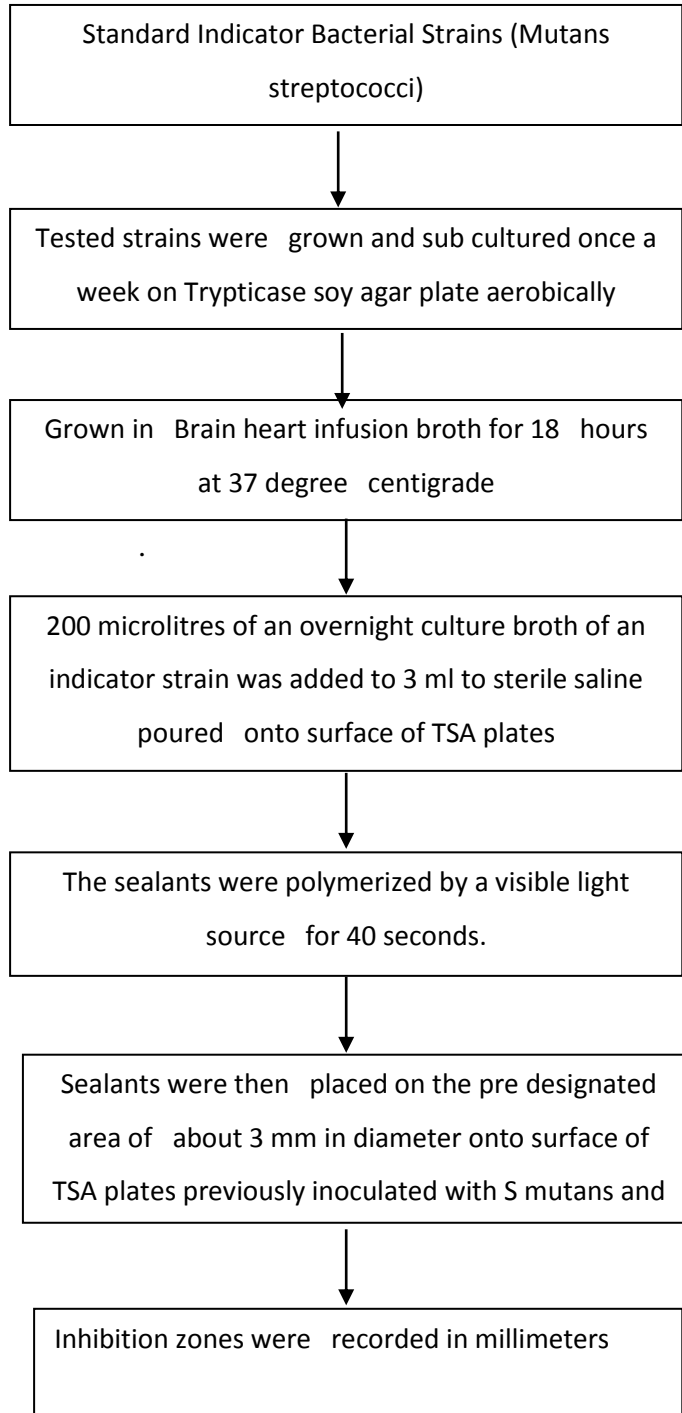 Standard Indicator Bacterial Strains (Mutans
streptococci)
Tested strains were grown and sub cultured once a
week on Trypticase soy agar plate aerobically
Grown in Brain heart infusion broth for 18 hours
at 37 degree centigrade
.
200 microlitres of an overnight culture broth of an
indicator strain was added to 3 ml to sterile saline
poured onto surface of TSA plates
The sealants were polymerized by a visible light
source for 40 seconds.
Sealants were then placed on the pre designated
area of about 3 mm in diameter onto surface of
TSA plates previously inoculated with S mutans and
Inhibition zones were recorded in millimeters